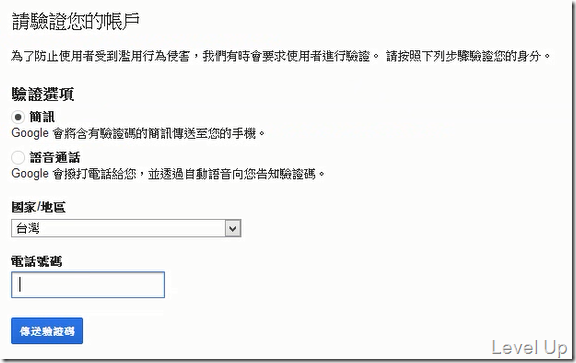 請驗證您的帳戶
為了防止使用者受到濫用行為侵害，我們有時會要求使用者進行驗證。 請按照下列步驟驗證您的身分。
驗證選項
簡訊
Google 會將含有驗證碼的簡訊傳送至您的手機。
語音通話
Google 會撥打電話給您，並透過自動語音向您告知驗證碼。
國家/地區
台灣
電話號碼
傳送驗證碼
Level Up